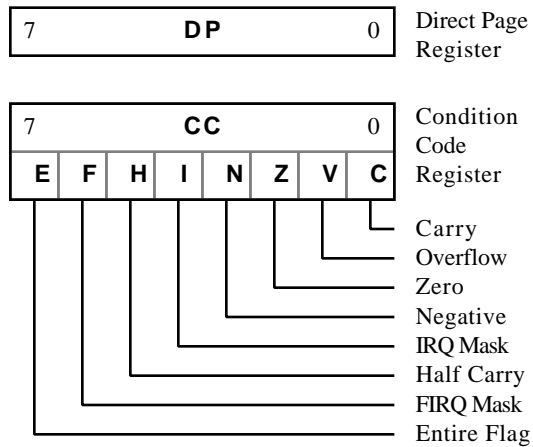 7 DP 0
Direct Page
Register
7 CC 0
Condition
Code
Register
E F H I N Z V C
Carry
Overflow
Zero
Negative
IRQ Mask
Half Carry
FIRQ Mask
Entire Flag